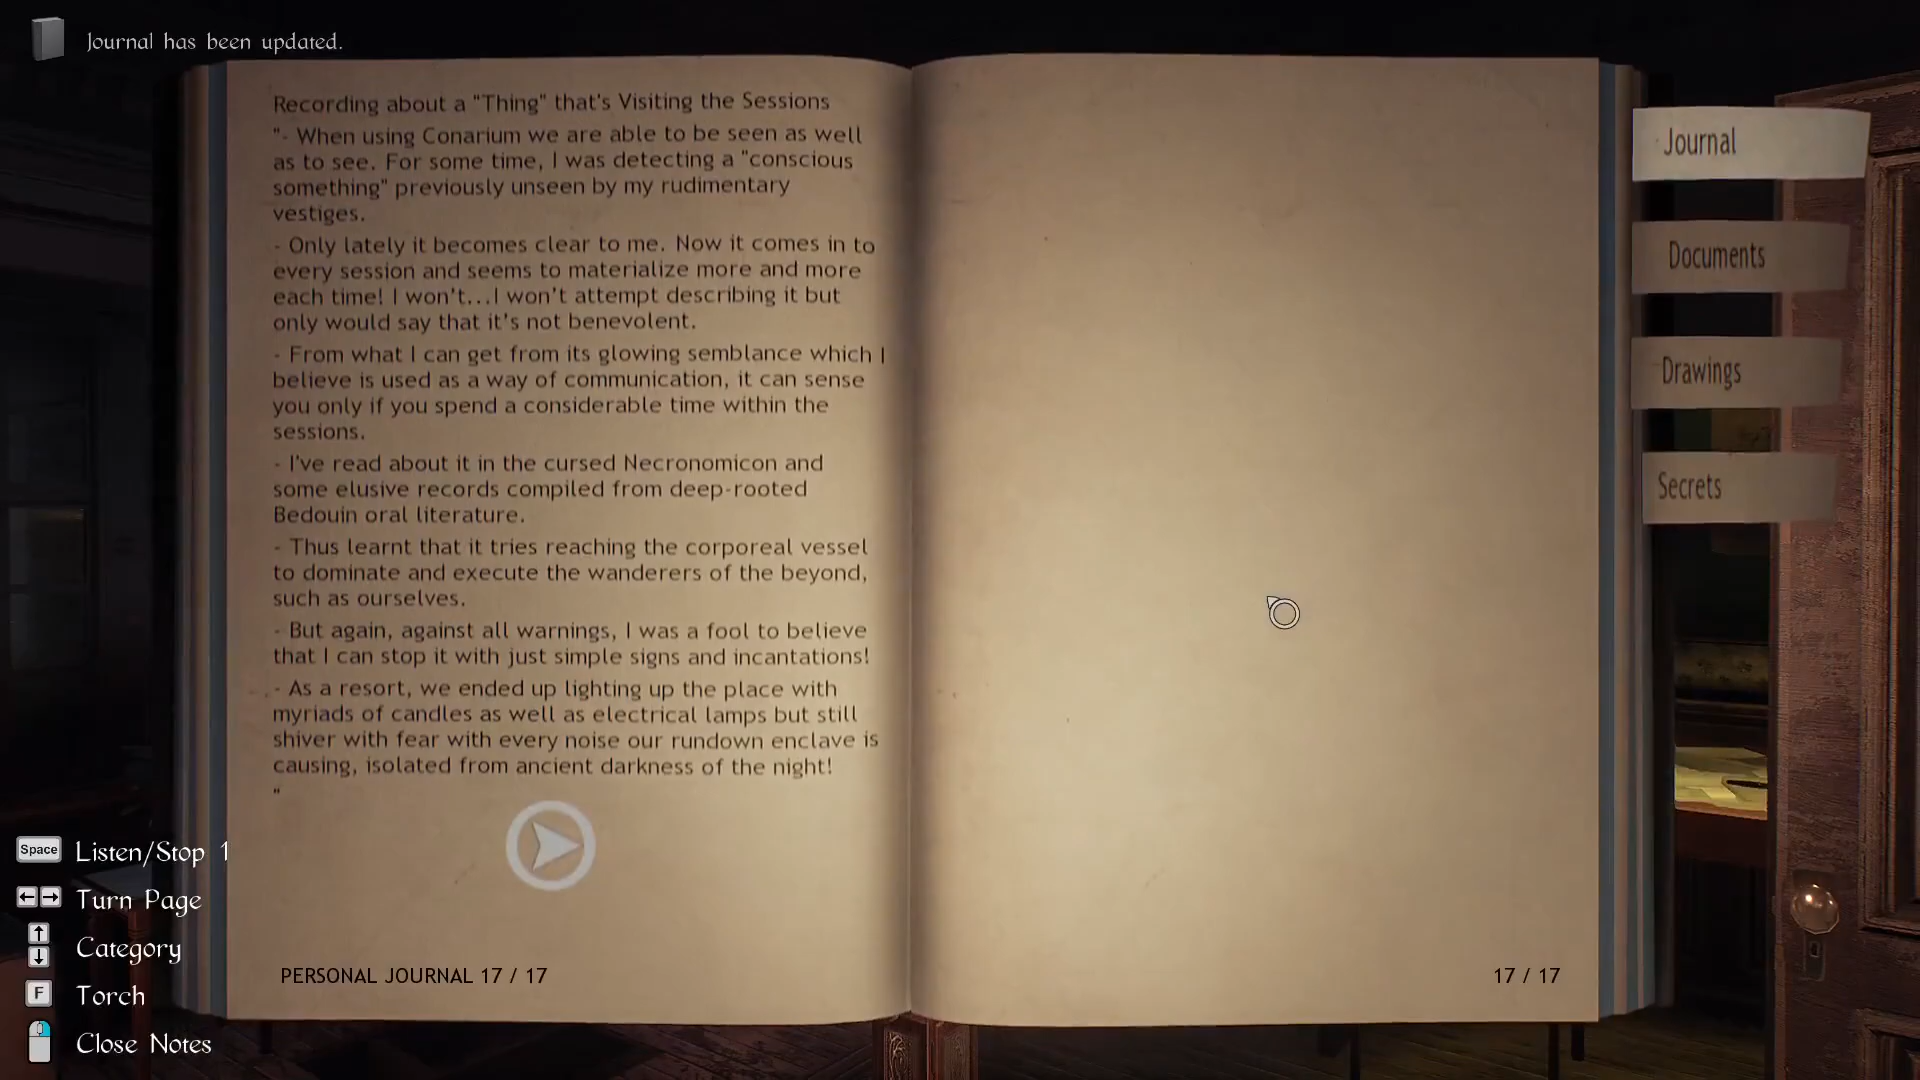 Journal has been updated.
Recording about a "Thing" that's Visiting the Sessions
"- When using Conarium we are able to be seen as well
as to see. For some time, I was detecting a "conscious
something" previously unseen by my rudimentary
vestiges.
- Only lately it becomes clear to me. Now it comes in to
every session and seems to materialize more and more
each time! I won't...I won't attempt describing it but
only would say that it's not benevolent.
- From what I can get from its glowing semblance which I
believe is used as a way of communication, it can sense
you only if you spend a considerable time within the
sessions.
- I've read about it in the cursed Necronomicon and
some elusive records compiled from deep-rooted
Bedouin oral literature.
- Thus learnt that it tries reaching the corporeal vessel
to dominate and execute the wanderers of the beyond,
such as ourselves.
- But again, against all warnings, I was a fool to believe
that I can stop it with just simple signs and incantations!
- As a resort, we ended up lighting up the place with
myriads of candles as well as electrical lamps but still
shiver with fear with every noise our rundown enclave is
causing, isolated from ancient darkness of the night!
"
PERSONAL JOURNAL 17 / 17
17 / 17
Journal
Documents
Drawings
Secrets
Space Listen/Stop 1
← → Turn Page
↑ ↓ Category
F Torch
Close Notes